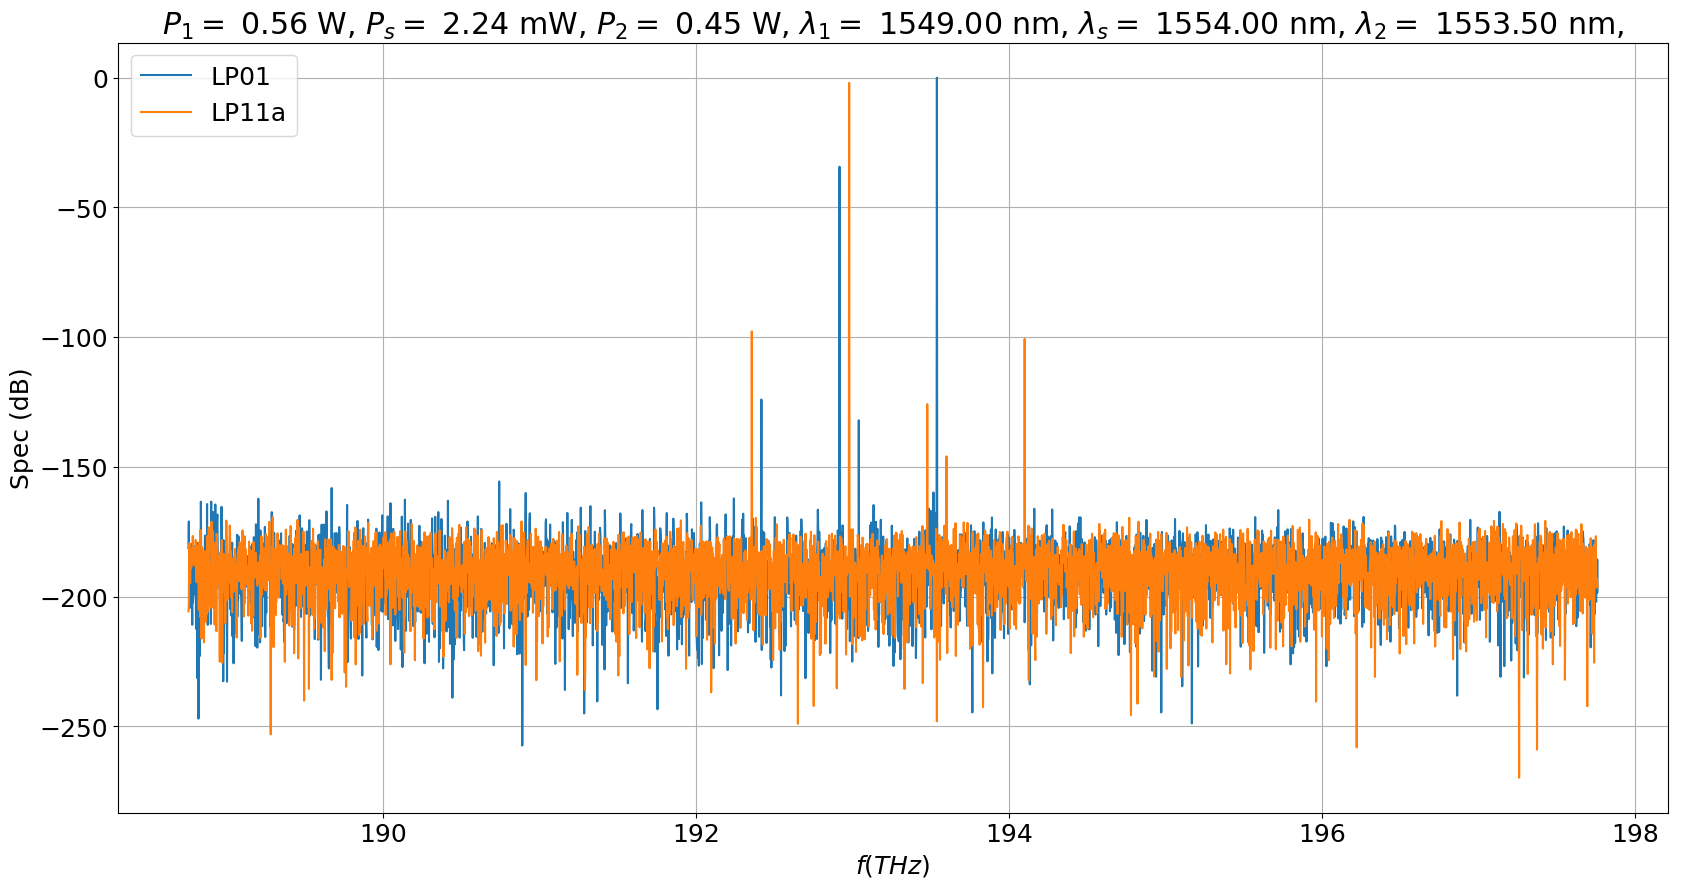 P₁ = 0.56 W, Pₛ = 2.24 mW, P₂ = 0.45 W, λ₁ = 1549.00 nm, λₛ = 1554.00 nm, λ₂ = 1553.50 nm,
LP01
LP11a
0
−50
−100
−150
−200
−250
Spec (dB)
190 192 194 196 198
f(THz)